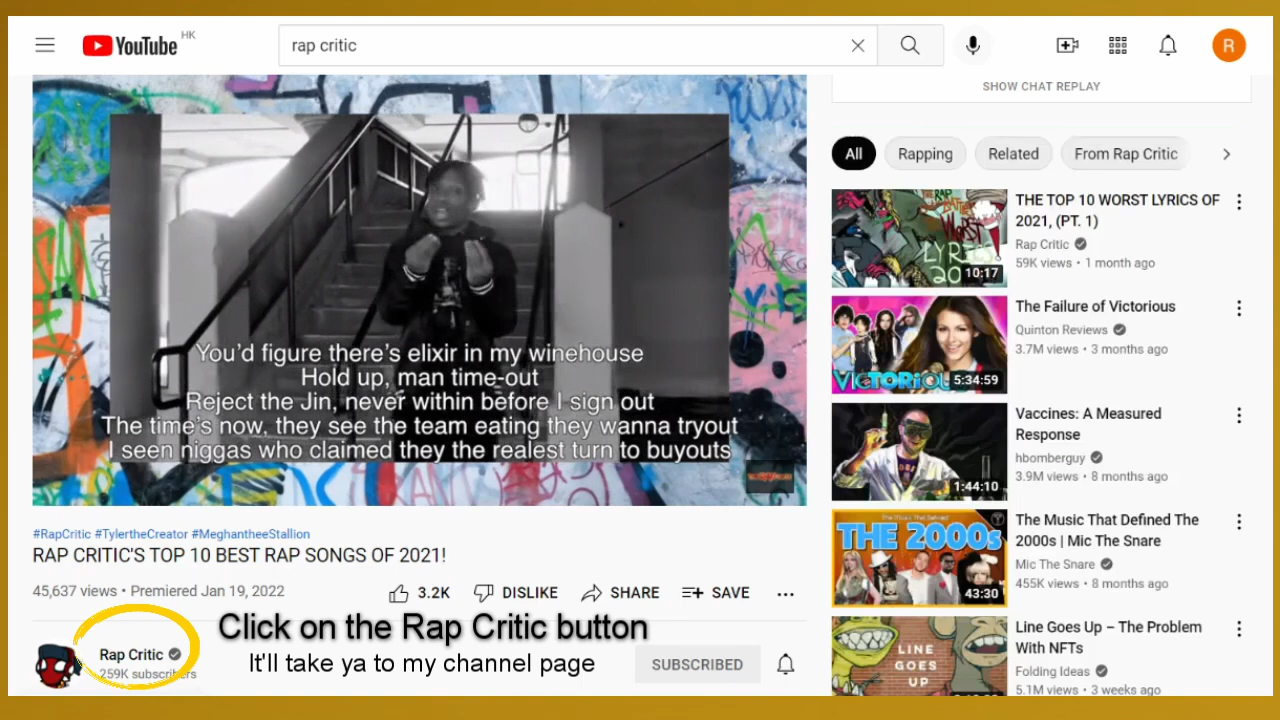 YouTube HK
rap critic
R
SHOW CHAT REPLAY
All
Rapping
Related
From Rap Critic
You'd figure there's elixir in my winehouse
Hold up, man time-out
Reject the Jin, never within before I sign out
The time's now, they see the team eating they wanna tryout
I seen niggas who claimed they the realest turn to buyouts
#RapCritic #TylertheCreator #MeghantheeStallion
RAP CRITIC'S TOP 10 BEST RAP SONGS OF 2021!
45,637 views • Premiered Jan 19, 2022
3.2K
DISLIKE
SHARE
SAVE
Click on the Rap Critic button
It'll take ya to my channel page
Rap Critic
259K subscribers
SUBSCRIBED
10:17
THE TOP 10 WORST LYRICS OF
2021, (PT. 1)
Rap Critic
59K views • 1 month ago
5:34:59
The Failure of Victorious
Quinton Reviews
3.7M views • 3 months ago
1:44:10
Vaccines: A Measured
Response
hbomberguy
3.9M views • 8 months ago
The Music That Defined
THE 2000s
43:30
The Music That Defined The
2000s | Mic The Snare
Mic The Snare
455K views • 8 months ago
LINE
GOES
UP
Line Goes Up – The Problem
With NFTs
Folding Ideas
5.1M views • 3 weeks ago